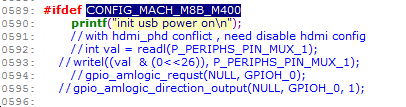 0589: #ifdef CONFIG_MACH_M8B_M400
0590: printf("init usb power on\n");
0591: //with hdmi_phd conflict , need disable hdmi config
0592: // int val = readl(P_PERIPHS_PIN_MUX_1);
0593: //writel((val & (0<<26)), P_PERIPHS_PIN_MUX_1);
0594: //gpio_amlogic_requst(NULL, GPIOH_0);
0595: //gpio_amlogic_direction_output(NULL, GPIOH_0, 1);
0596: